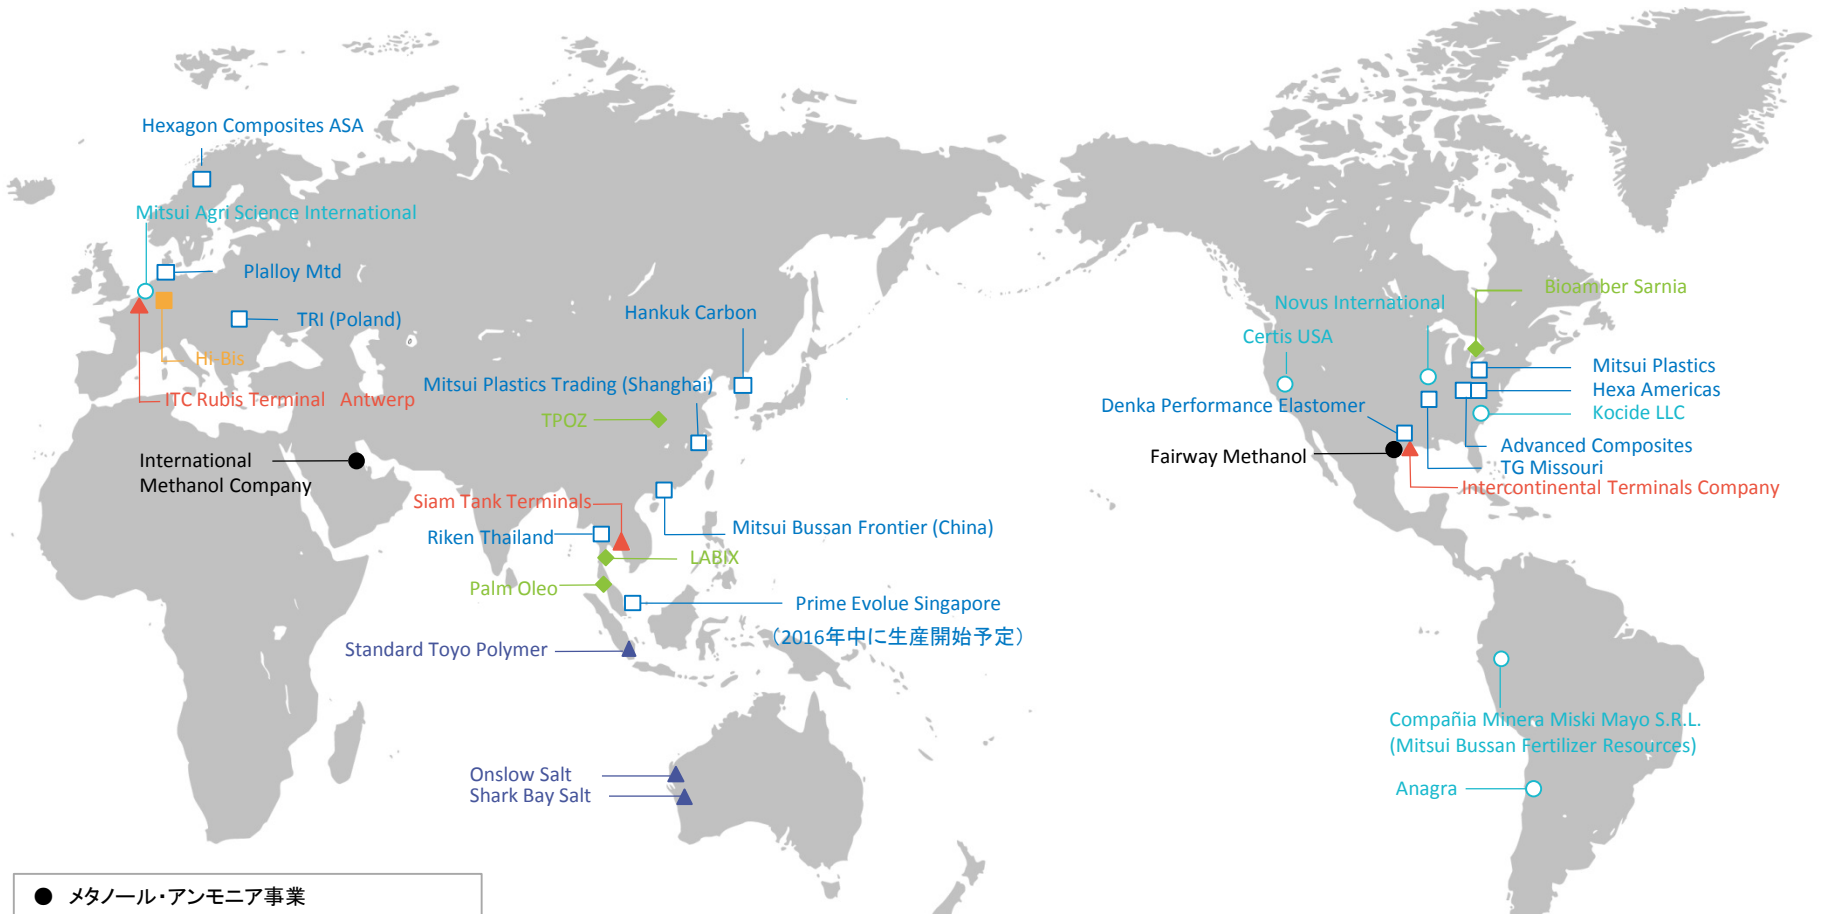 Hexagon Composites ASA
Mitsui Agri Science International
Plalloy Mtd
TRI (Poland)
Hi-Bis
ITC Rubis Terminal Antwerp
International
Methanol Company
Hankuk Carbon
Mitsui Plastics Trading (Shanghai)
TPOZ
Siam Tank Terminals
Riken Thailand
Mitsui Bussan Frontier (China)
LABIX
Palm Oleo
Prime Evolue Singapore
（2016年中に生産開始予定）
Standard Toyo Polymer
Onslow Salt
Shark Bay Salt
Bioamber Sarnia
Novus International
Certis USA
Mitsui Plastics
Hexa Americas
Denka Performance Elastomer
Kocide LLC
Advanced Composites
Fairway Methanol
TG Missouri
Intercontinental Terminals Company
Compañia Minera Miski Mayo S.R.L.
(Mitsui Bussan Fertilizer Resources)
Anagra
● メタノール・アンモニア事業